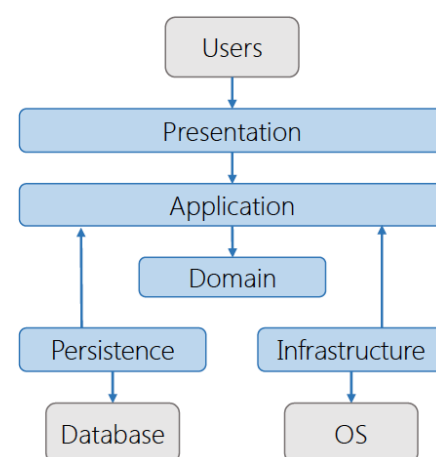 Users
Presentation
Application
Domain
Persistence
Infrastructure
Database
OS